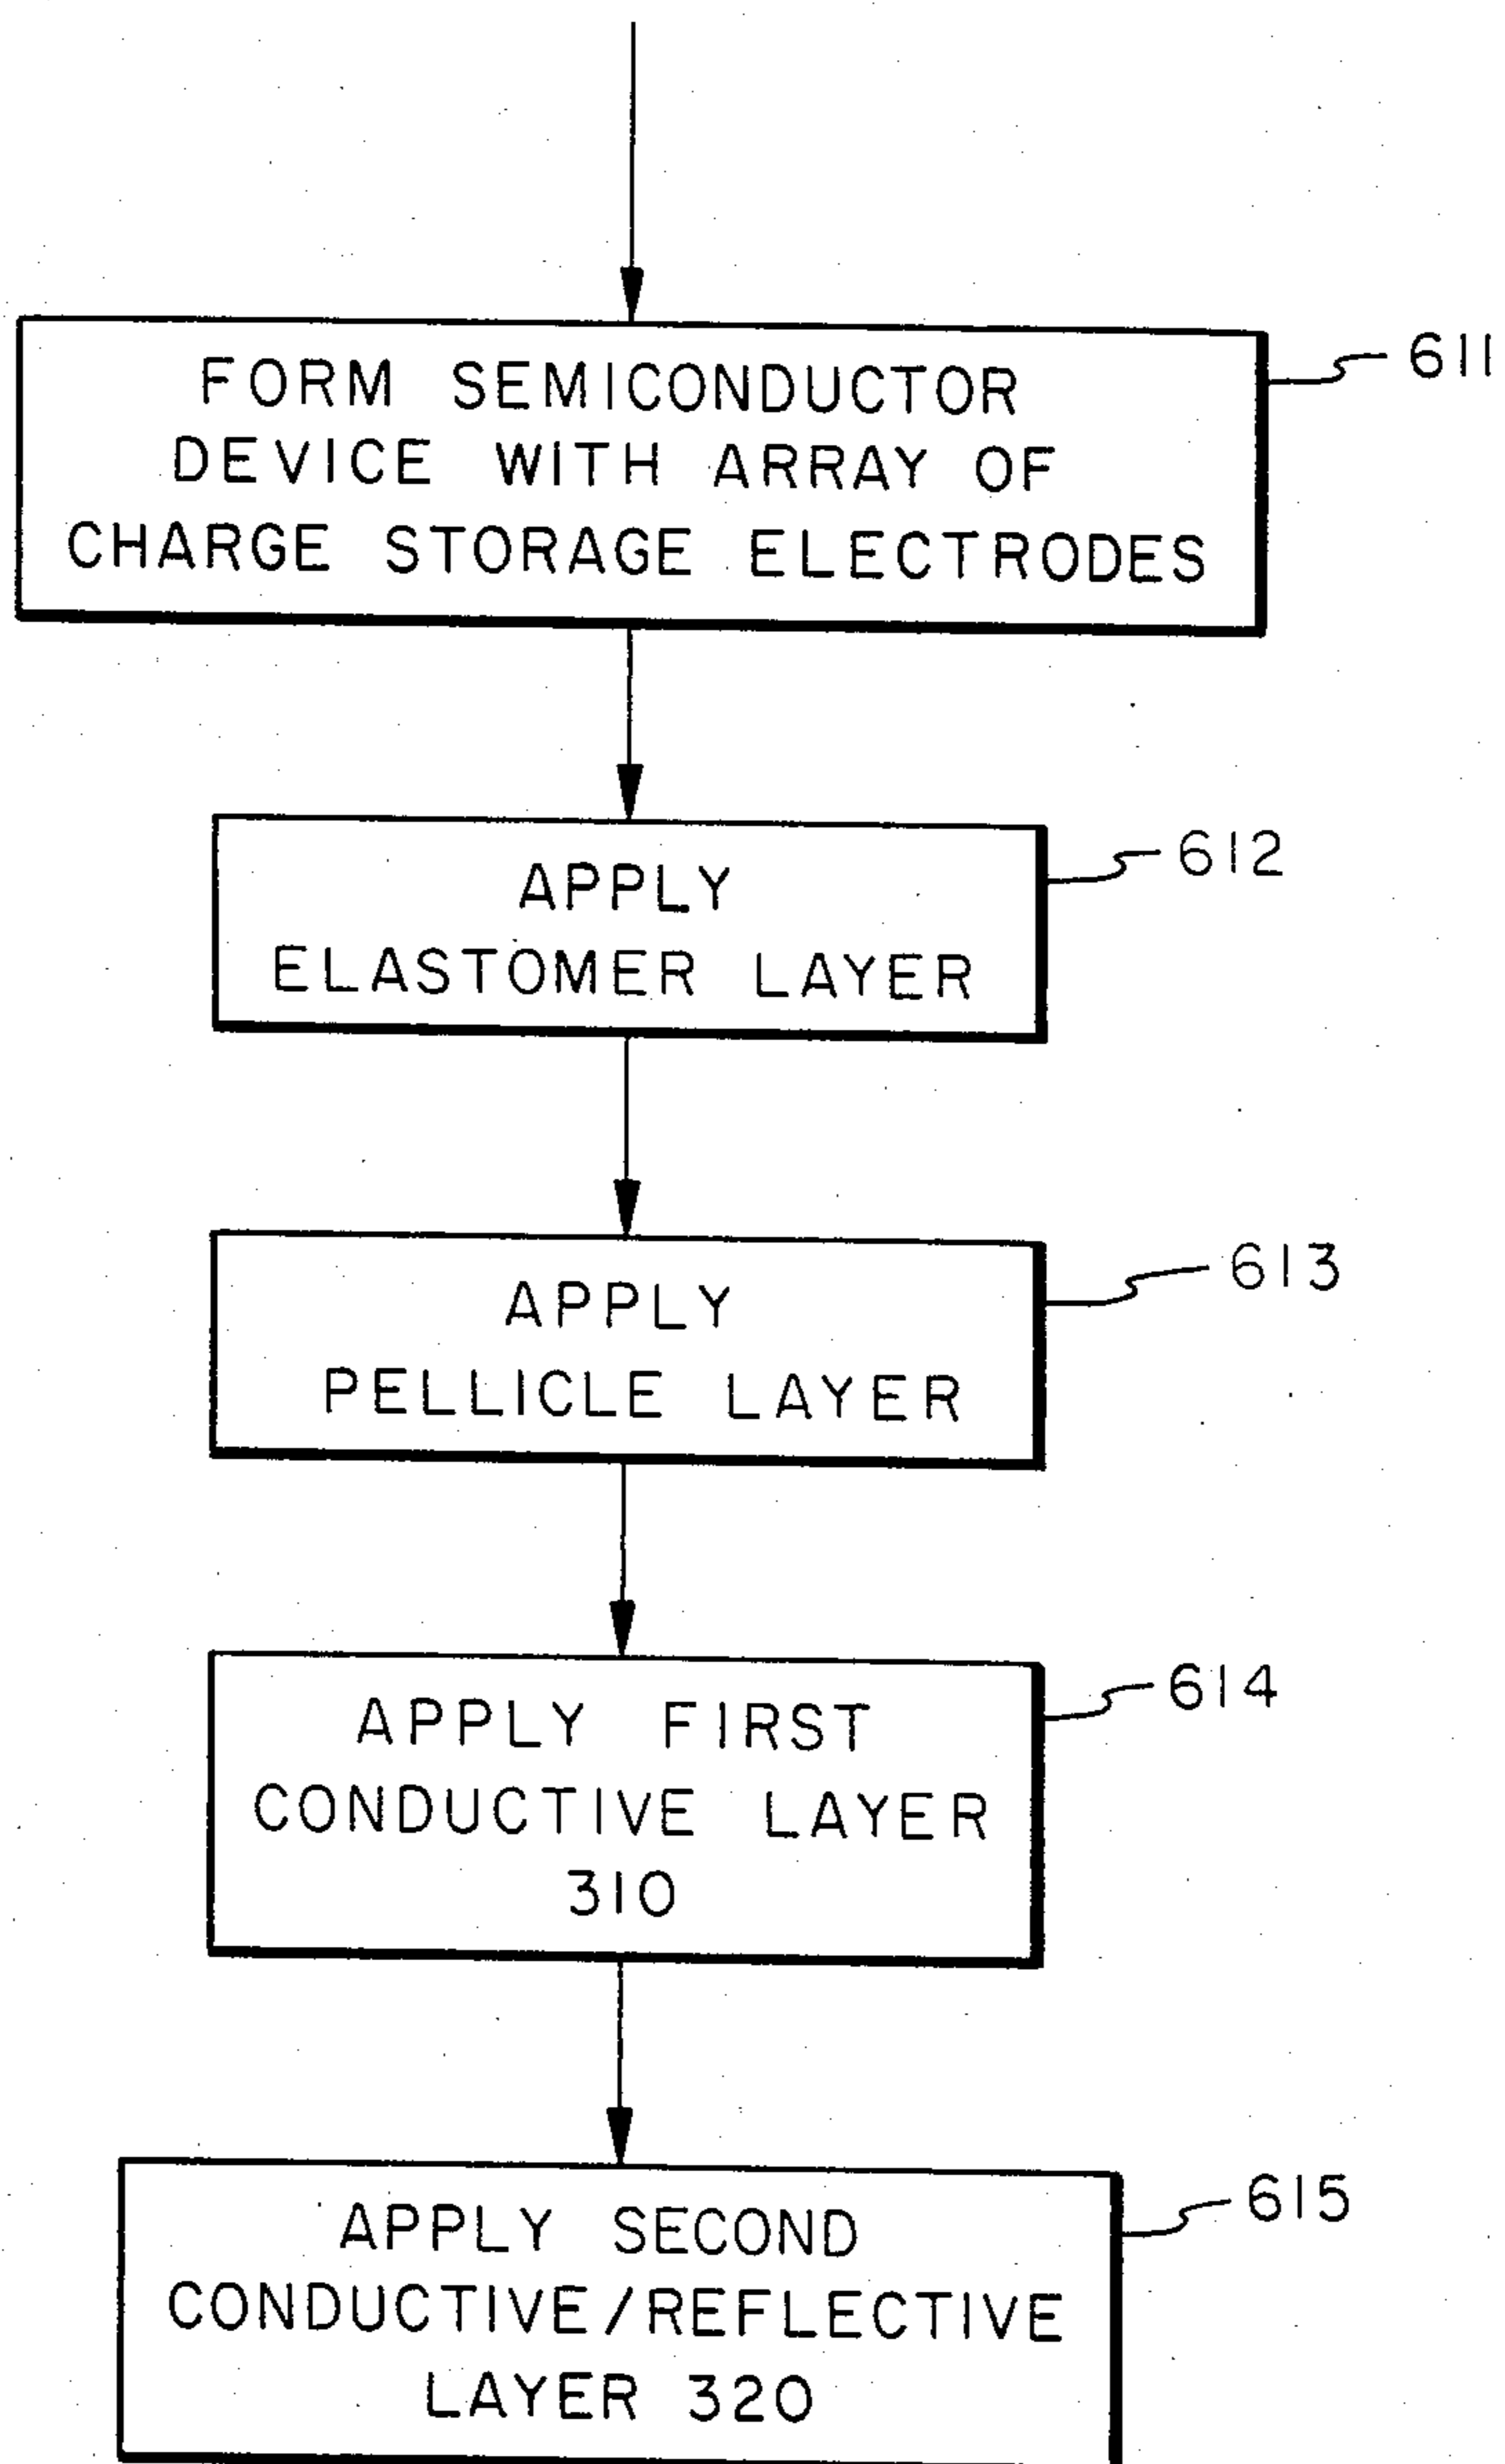 FORM SEMICONDUCTOR
DEVICE WITH ARRAY OF
CHARGE STORAGE ELECTRODES
611
APPLY
ELASTOMER LAYER
612
APPLY
PELLICLE LAYER
613
APPLY FIRST
CONDUCTIVE LAYER
310
614
APPLY SECOND
CONDUCTIVE/REFLECTIVE
LAYER 320
615